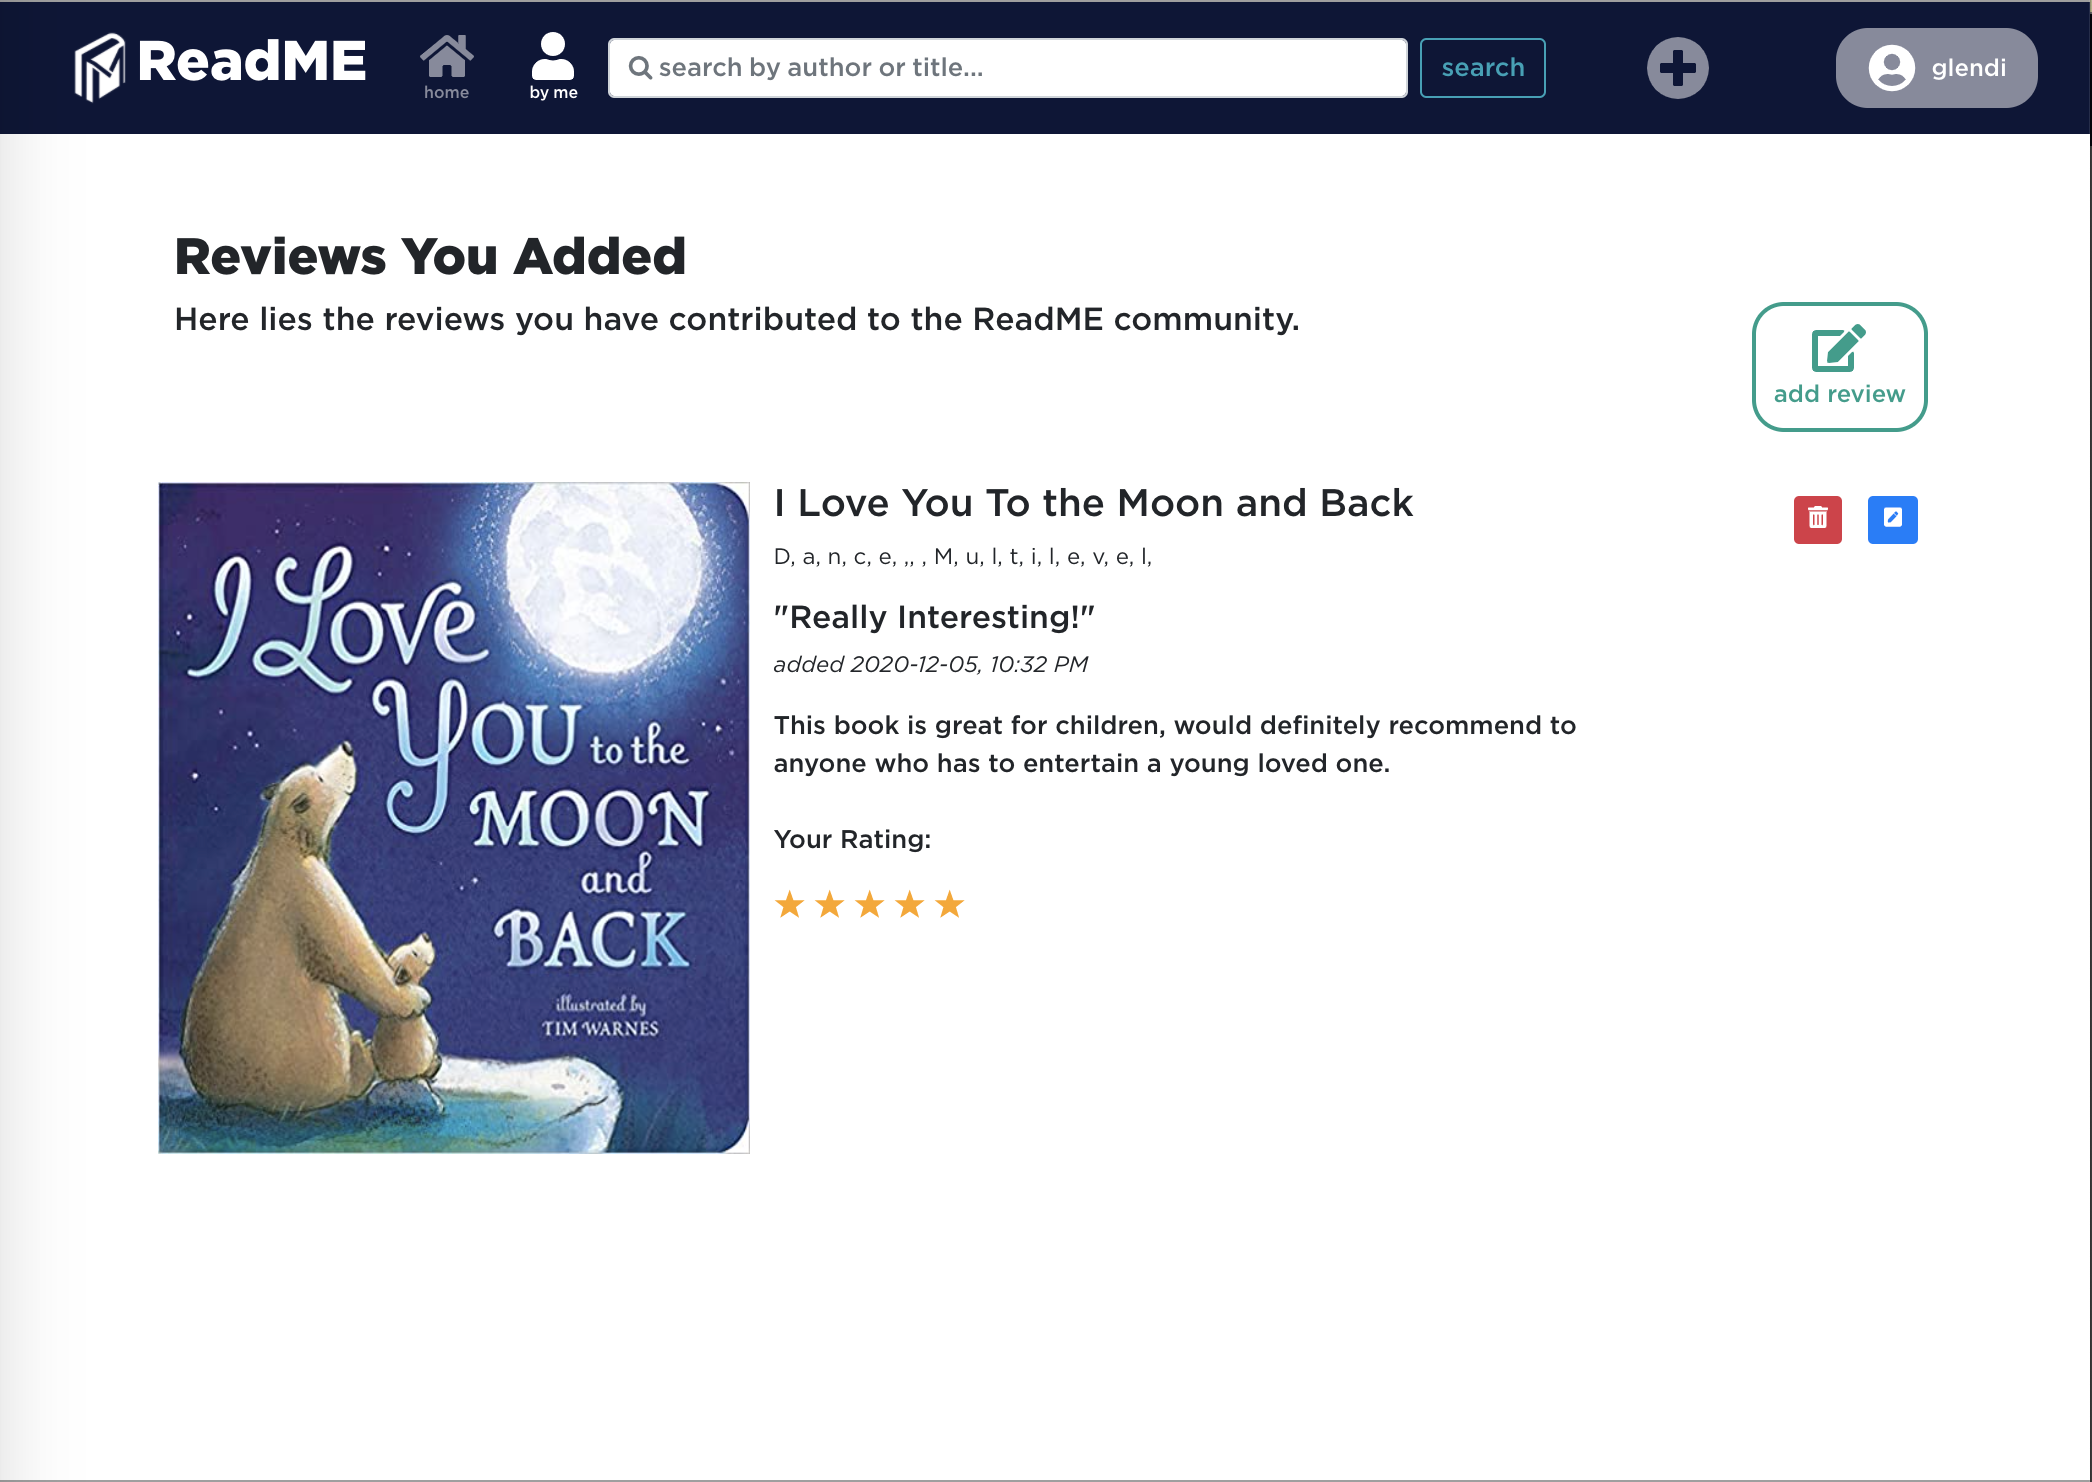 ReadME
home
by me
search by author or title...
search
glendi
Reviews You Added
Here lies the reviews you have contributed to the ReadME community.
add review
I Love
You to the
MOON
and
BACK
illustrated by
TIM WARNES
I Love You To the Moon and Back
D, a, n, c, e, ,, , M, u, l, t, i, l, e, v, e, l,
"Really Interesting!"
added 2020-12-05, 10:32 PM
This book is great for children, would definitely recommend to
anyone who has to entertain a young loved one.
Your Rating: